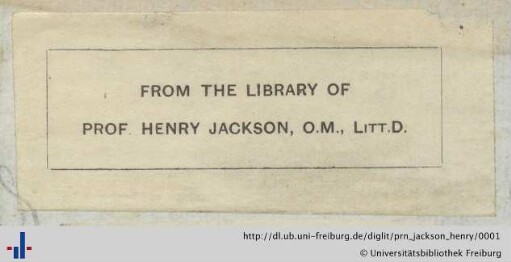 FROM THE LIBRARY OF
PROF. HENRY JACKSON, O.M., LITT.D.
http://dl.ub.uni-freiburg.de/diglit/prn_jackson_henry/0001
© Universitätsbibliothek Freiburg